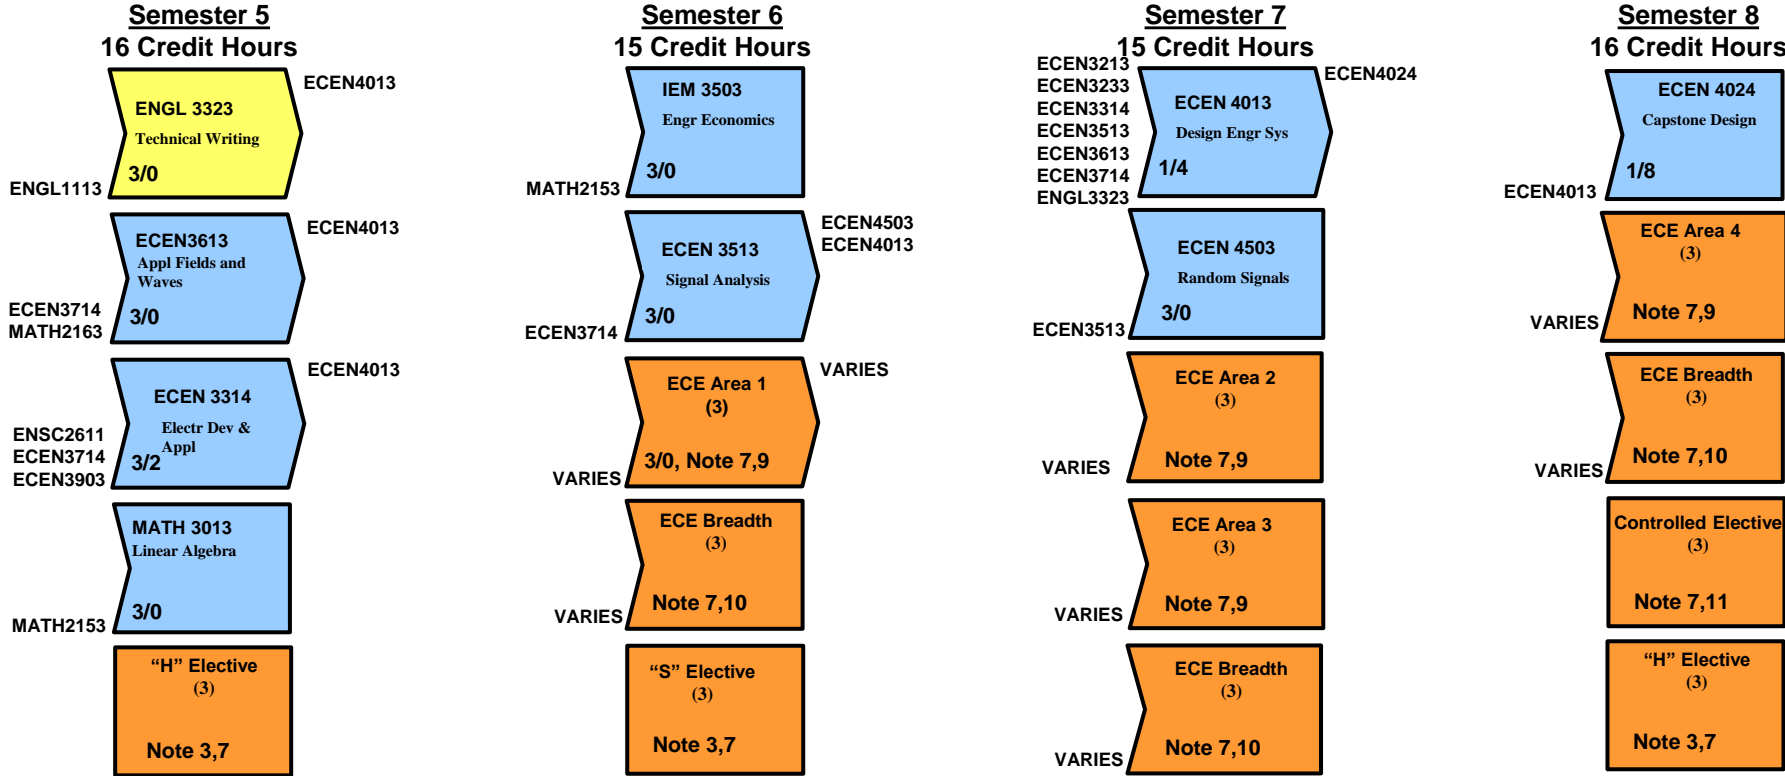 Semester 5
16 Credit Hours
ECEN4013
ENGL 3323
Technical Writing
3/0
ENGL1113
ECEN4013
ECEN3613
Appl Fields and
Waves
3/0
ECEN3714
MATH2163
ECEN4013
ECEN 3314
Electr Dev &
Appl
3/2
ENSC2611
ECEN3714
ECEN3903
MATH 3013
Linear Algebra
3/0
MATH2153
“H” Elective
(3)
Note 3,7
Semester 6
15 Credit Hours
IEM 3503
Engr Economics
3/0
MATH2153
ECEN4503
ECEN4013
ECEN 3513
Signal Analysis
3/0
ECEN3714
VARIES
ECE Area 1
(3)
3/0, Note 7,9
VARIES
ECE Breadth
(3)
Note 7,10
VARIES
“S” Elective
(3)
Note 3,7
Semester 7
15 Credit Hours
ECEN3213
ECEN3233
ECEN3314
ECEN3513
ECEN3613
ECEN3714
ENGL3323
ECEN4024
ECEN 4013
Design Engr Sys
1/4
ECEN 4503
Random Signals
3/0
ECEN3513
ECE Area 2
(3)
Note 7,9
VARIES
ECE Area 3
(3)
Note 7,9
VARIES
ECE Breadth
(3)
Note 7,10
VARIES
Semester 8
16 Credit Hours
ECEN 4024
Capstone Design
1/8
ECEN4013
ECE Area 4
(3)
Note 7,9
VARIES
ECE Breadth
(3)
Note 7,10
VARIES
Controlled Elective
(3)
Note 7,11
“H” Elective
(3)
Note 3,7